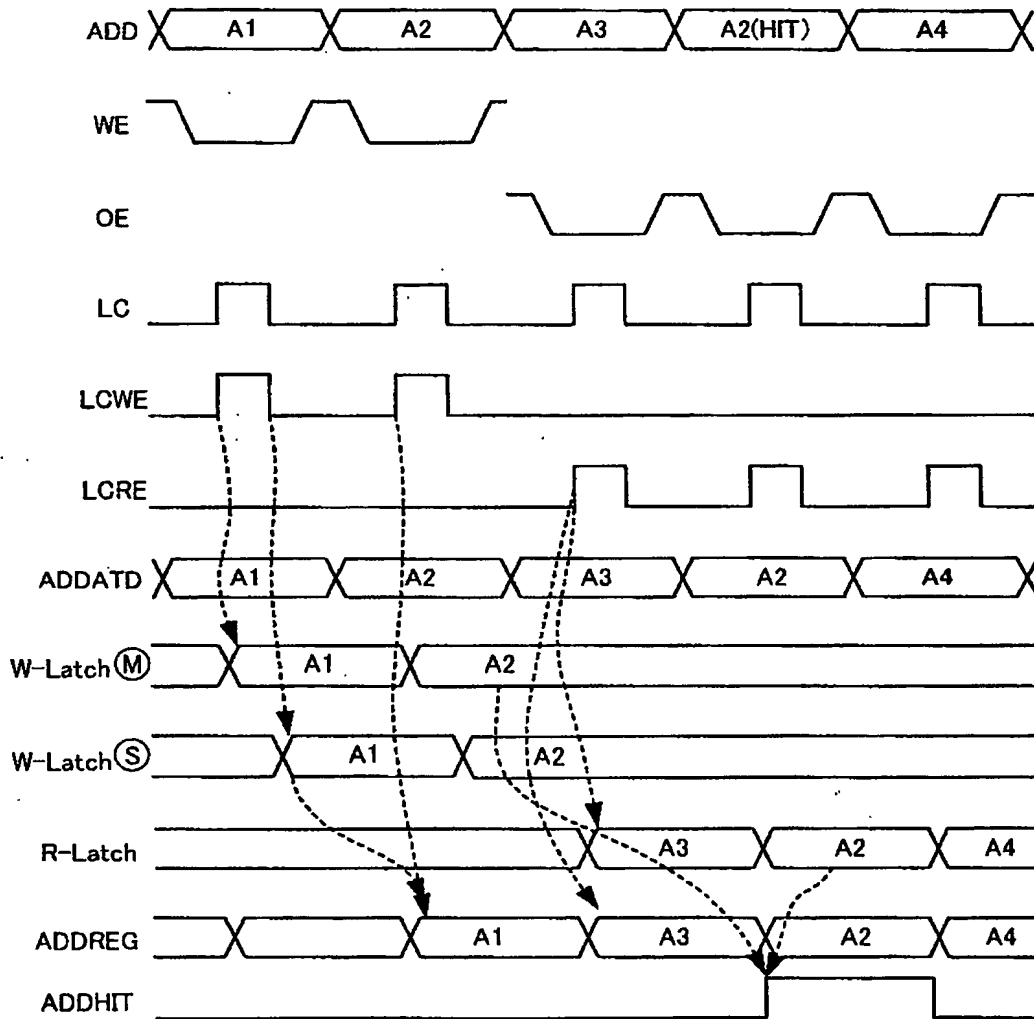 ADD A1 A2 A3 A2(HIT) A4
WE
OE
LC
LCWE
LCRE
ADDATD A1 A2 A3 A2 A4
W-Latch Ⓜ A1 A2
W-Latch Ⓢ A1 A2
R-Latch A3 A2 A4
ADDREG A1 A3 A2 A4
ADDHIT